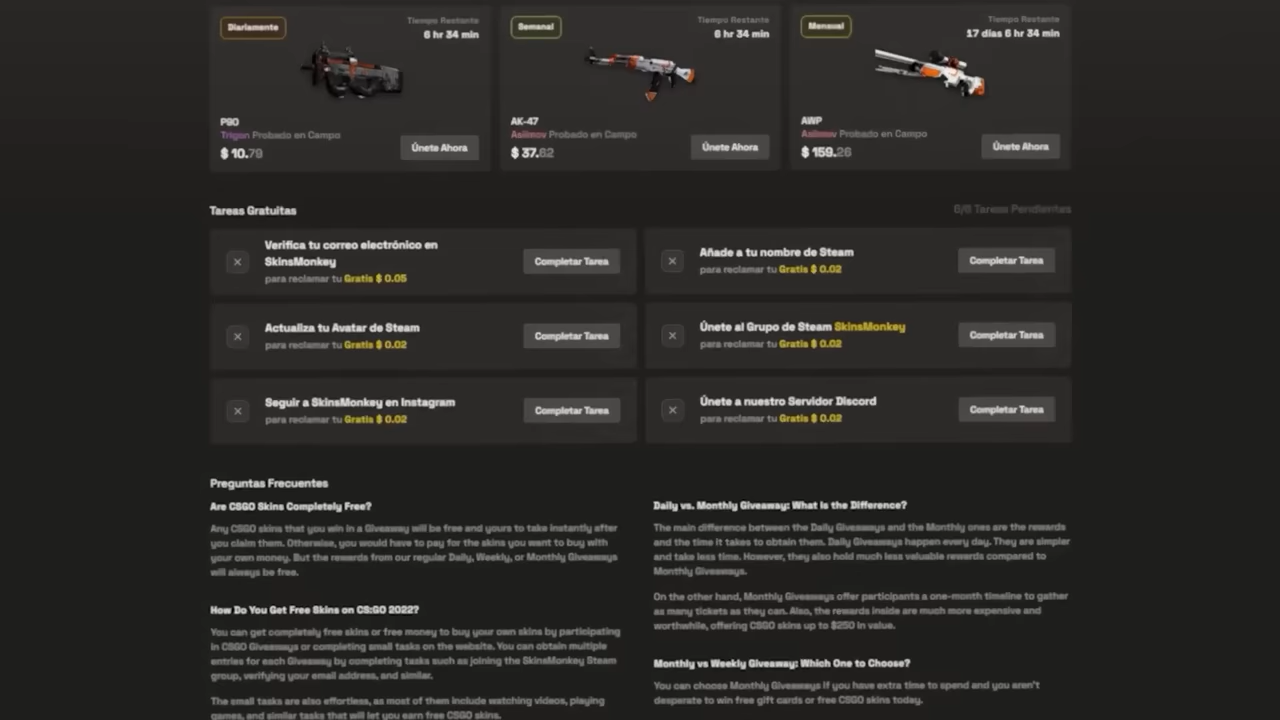 Diariamente
Tiempo Restante
6 hr 34 min
P90
Trigon Probado en Campo
$ 10.79
Únete Ahora
Semanal
Tiempo Restante
6 hr 34 min
AK-47
Asiimov Probado en Campo
$ 37.62
Únete Ahora
Mensual
Tiempo Restante
17 días 6 hr 34 min
AWP
Asiimov Probado en Campo
$ 159.26
Únete Ahora
Tareas Gratuitas
Tareas Pendientes
Verifica tu correo electrónico en
SkinsMonkey
para reclamar tu Gratis $ 0.05
Completar Tarea
Añade a tu nombre de Steam
para reclamar tu Gratis $ 0.02
Completar Tarea
Actualiza tu Avatar de Steam
para reclamar tu Gratis $ 0.02
Completar Tarea
Únete al Grupo de Steam SkinsMonkey
para reclamar tu Gratis $ 0.02
Completar Tarea
Seguir a SkinsMonkey en Instagram
para reclamar tu Gratis $ 0.02
Completar Tarea
Únete a nuestro Servidor Discord
para reclamar tu Gratis $ 0.02
Completar Tarea
Preguntas Frecuentes
Are CSGO Skins Completely Free?
Any CSGO skins that you win in a Giveaway will be free and yours to take instantly after
you claim them. Otherwise, you would have to pay for the skins you want to buy with
your own money. But the rewards from our regular Daily, Weekly, or Monthly Giveaways
will always be free.
How Do You Get Free Skins on CS:GO 2022?
You can get completely free skins or free money to buy your own skins by participating
in CSGO Giveaways or completing small tasks on the website. You can obtain multiple
entries for each Giveaway by completing tasks such as joining the SkinsMonkey Steam
group, verifying your email address, and similar.
The small tasks are also effortless, as most of them include watching videos, playing
games, and similar tasks that will let you earn free CSGO skins.
Daily vs. Monthly Giveaway: What Is the Difference?
The main difference between the Daily Giveaways and the Monthly ones are the rewards
and the time it takes to obtain them. Daily Giveaways happen every day. They are simpler
and take less time. However, they also hold much less valuable rewards compared to
Monthly Giveaways.
On the other hand, Monthly Giveaways offer participants a one-month timeline to gather
as many tickets as they can. Also, the rewards inside are much more expensive and
worthwhile, offering CSGO skins up to $250 in value.
Monthly vs Weekly Giveaway: Which One to Choose?
You can choose Monthly Giveaways if you have extra time to spend and you aren't
desperate to win free gift cards or free CSGO skins today.